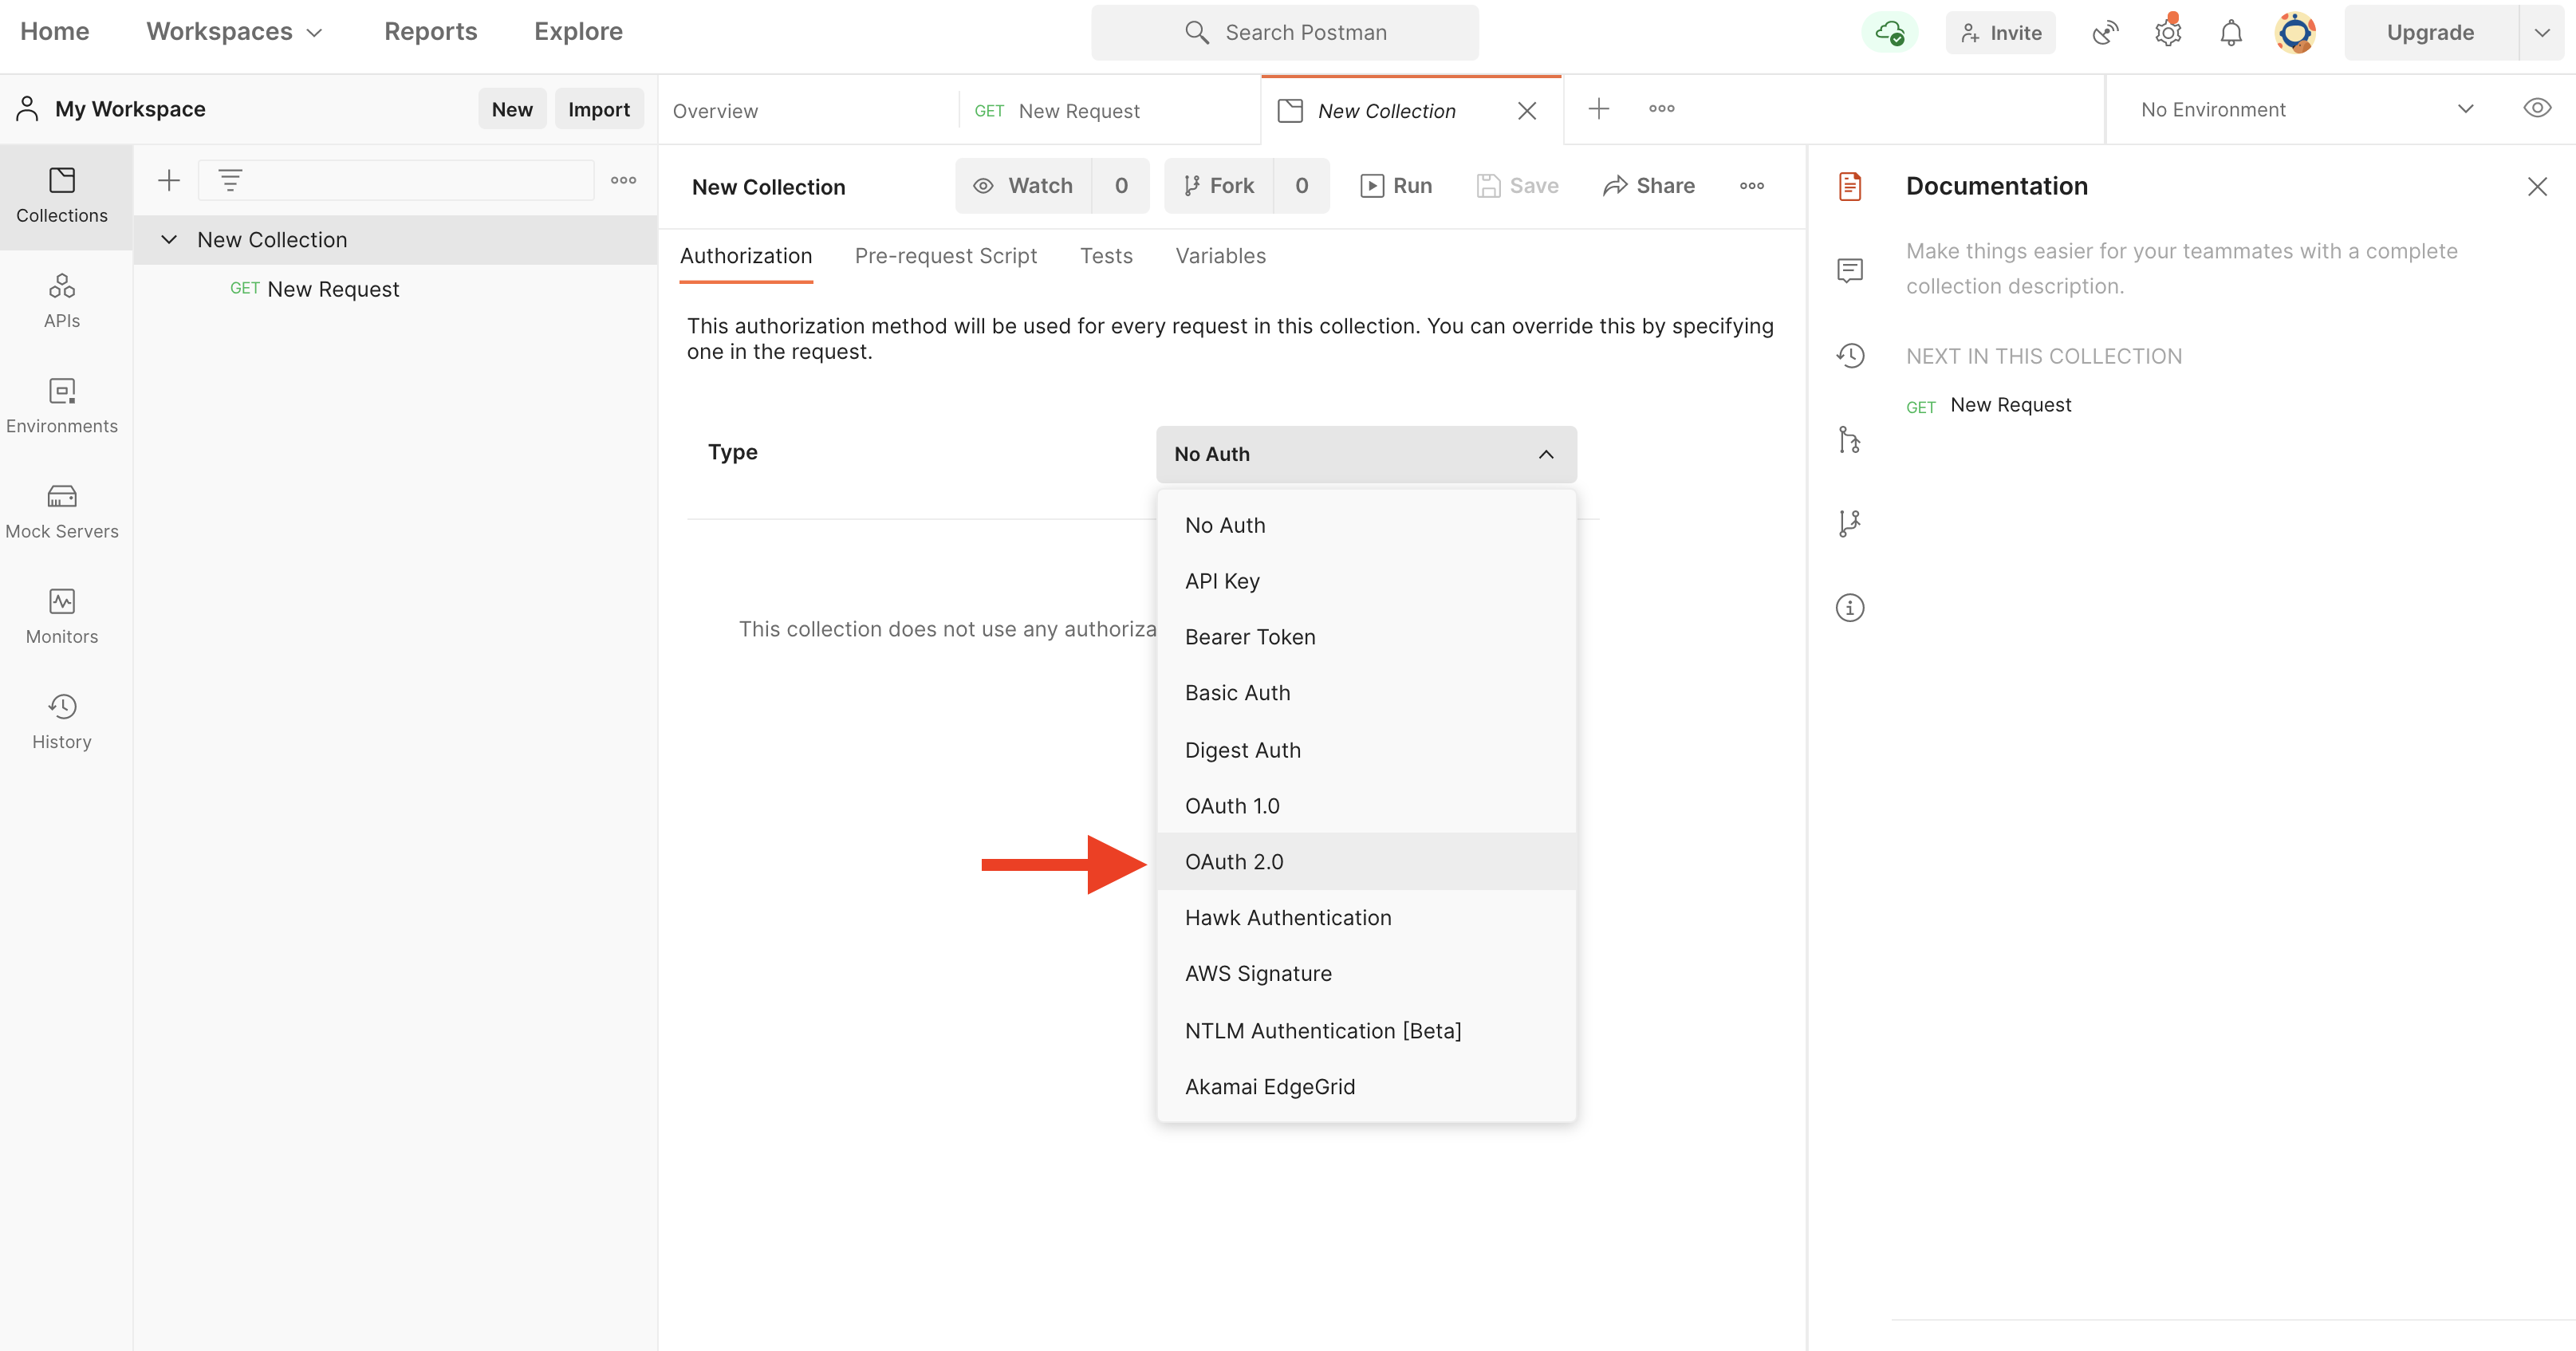 Home Workspaces Reports Explore Search Postman Invite Upgrade
My Workspace New Import Overview GET New Request New Collection No Environment
Collections
APIs
Environments
Mock Servers
Monitors
History
New Collection
GET New Request
New Collection Watch 0 Fork 0 Run Save Share
Authorization Pre-request Script Tests Variables
This authorization method will be used for every request in this collection. You can override this by specifying
one in the request.
Type No Auth
No Auth
API Key
Bearer Token
Basic Auth
Digest Auth
OAuth 1.0
OAuth 2.0
Hawk Authentication
AWS Signature
NTLM Authentication [Beta]
Akamai EdgeGrid
This collection does not use any authoriza
Documentation
Make things easier for your teammates with a complete
collection description.
NEXT IN THIS COLLECTION
GET New Request